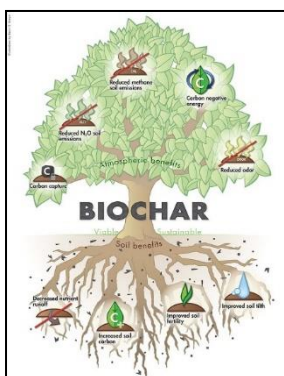 Reduced methane
soil emissions
Carbon negative
energy
Reduced N₂O soil
emissions
Atmospheric benefits
Reduced odor
Carbon capture
C
BIOCHAR
Viable Sustainable
Soil benefits
Decreased nutrient
runoff
C
Increased soil
carbon
Improved soil
fertility
Improved soil tilth